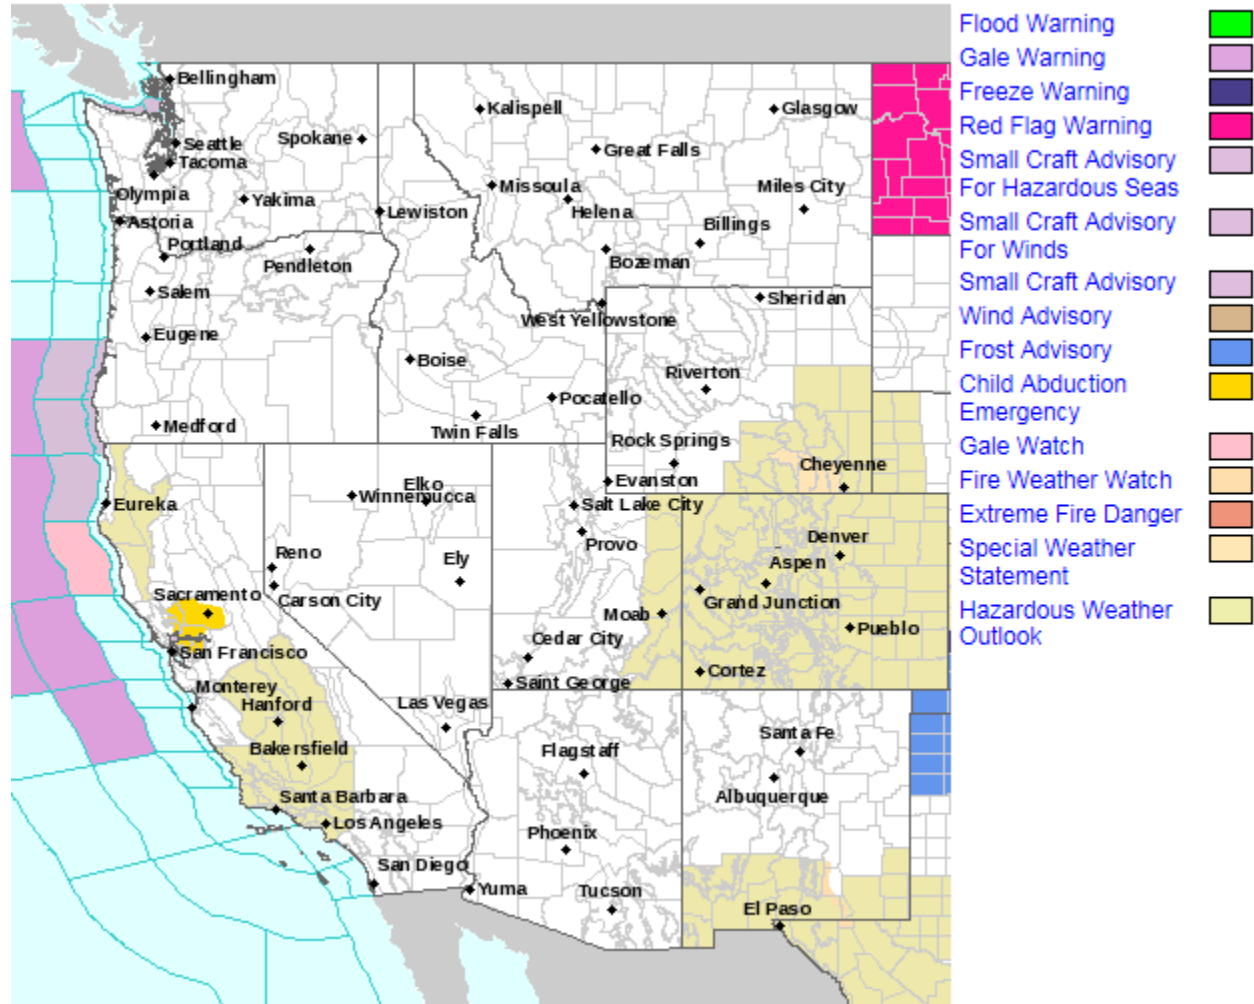 Bellingham
Seattle
Tacoma
Olympia
Spokane
Yakima
Astoria
Lewiston
Portland
Pendleton
Salem
Eugene
Medford
Kalispell
Glasgow
Great Falls
Missoula
Miles City
Helena
Billings
Bozeman
West Yellowstone
Sheridan
Boise
Riverton
Pocatello
Twin Falls
Rock Springs
Cheyenne
Evanston
Eureka
Elko
Winnemucca
Salt Lake City
Provo
Reno
Ely
Carson City
Sacramento
San Francisco
Denver
Aspen
Grand Junction
Moab
Pueblo
Cedar City
Cortez
Saint George
Monterey
Hanford
Las Vegas
Bakersfield
Santa Barbara
Los Angeles
San Diego
Flagstaff
Santa Fe
Albuquerque
Phoenix
Yuma
Tucson
El Paso
Flood Warning
Gale Warning
Freeze Warning
Red Flag Warning
Small Craft Advisory
For Hazardous Seas
Small Craft Advisory
For Winds
Small Craft Advisory
Wind Advisory
Frost Advisory
Child Abduction
Emergency
Gale Watch
Fire Weather Watch
Extreme Fire Danger
Special Weather
Statement
Hazardous Weather
Outlook